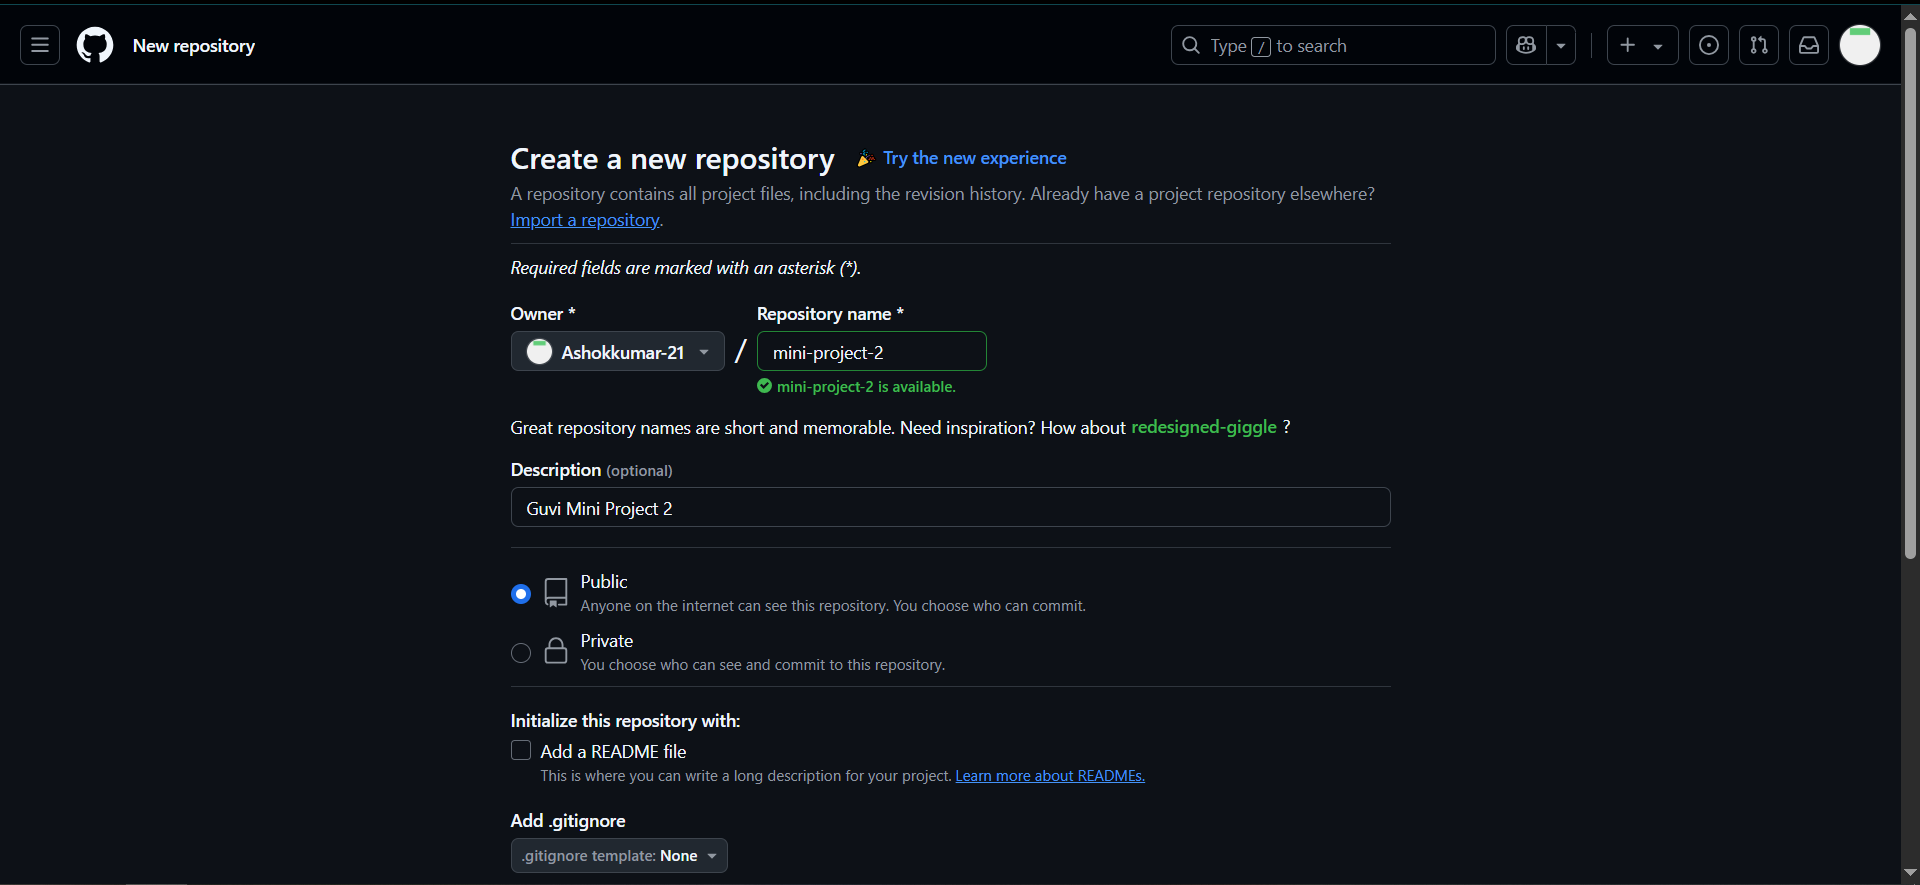 New repository
Type / to search
Create a new repository
Try the new experience
A repository contains all project files, including the revision history. Already have a project repository elsewhere?
Import a repository.
Required fields are marked with an asterisk (*).
Owner *
Repository name *
Ashokkumar-21 / mini-project-2
mini-project-2 is available.
Great repository names are short and memorable. Need inspiration? How about redesigned-giggle ?
Description (optional)
Guvi Mini Project 2
Public
Anyone on the internet can see this repository. You choose who can commit.
Private
You choose who can see and commit to this repository.
Initialize this repository with:
Add a README file
This is where you can write a long description for your project. Learn more about READMEs.
Add .gitignore
.gitignore template: None